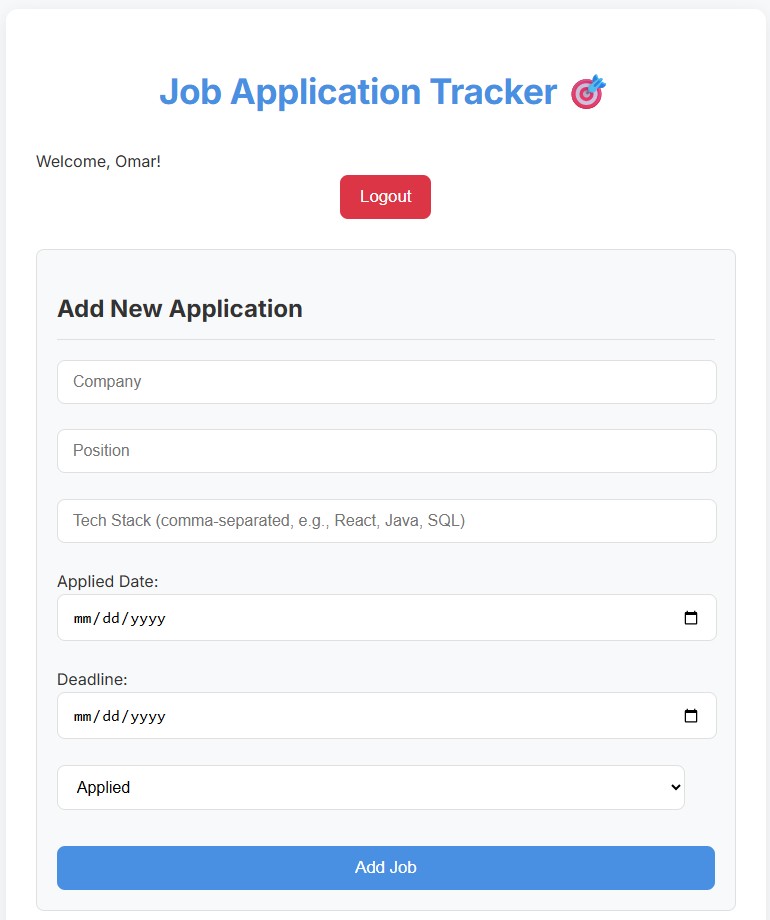 Job Application Tracker 🎯
Welcome, Omar!
Logout
Add New Application
Company
Position
Tech Stack (comma-separated, e.g., React, Java, SQL)
Applied Date:
mm/dd/yyyy
Deadline:
mm/dd/yyyy
Applied
Add Job